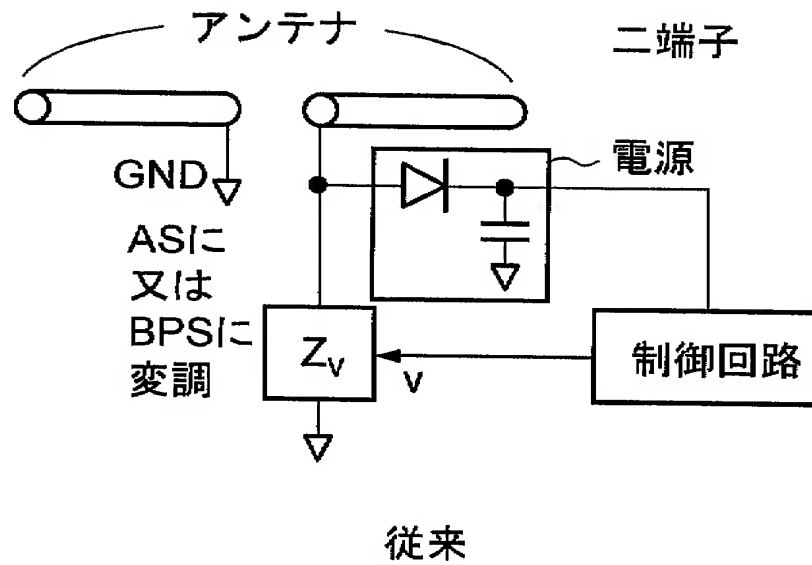 アンテナ
二端子
電源
GND
ASに
又は
BPSに
変調
ZV
v
制御回路
従来